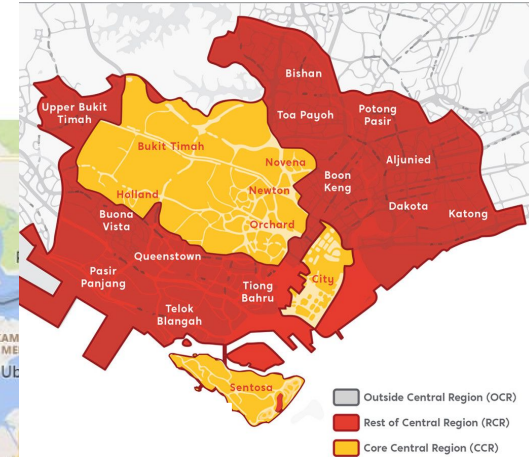 Bishan
Upper Bukit
Timah
Toa Payoh
Potong
Pasir
Bukit Timah
Novena
Aljunied
Boon
Keng
Holland
Newton
Dakota
Katong
Buona
Vista
Orchard
Queenstown
Pasir
Panjang
Tiong
Bahru
City
Telok
Blangah
Sentosa
Outside Central Region (OCR)
Rest of Central Region (RCR)
Core Central Region (CCR)